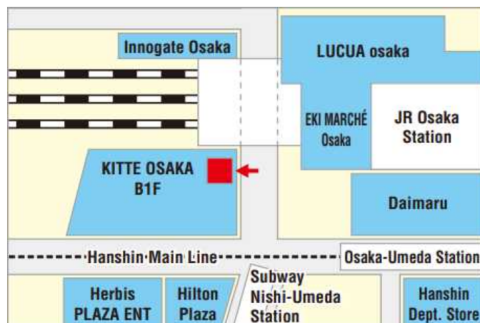 Innogate Osaka
LUCUA osaka
EKI MARCHÉ
Osaka
JR Osaka
Station
KITTE OSAKA
B1F
Daimaru
Hanshin Main Line
Osaka-Umeda Station
Subway
Nishi-Umeda
Station
Herbis
PLAZA ENT
Hilton
Plaza
Hanshin
Dept. Store